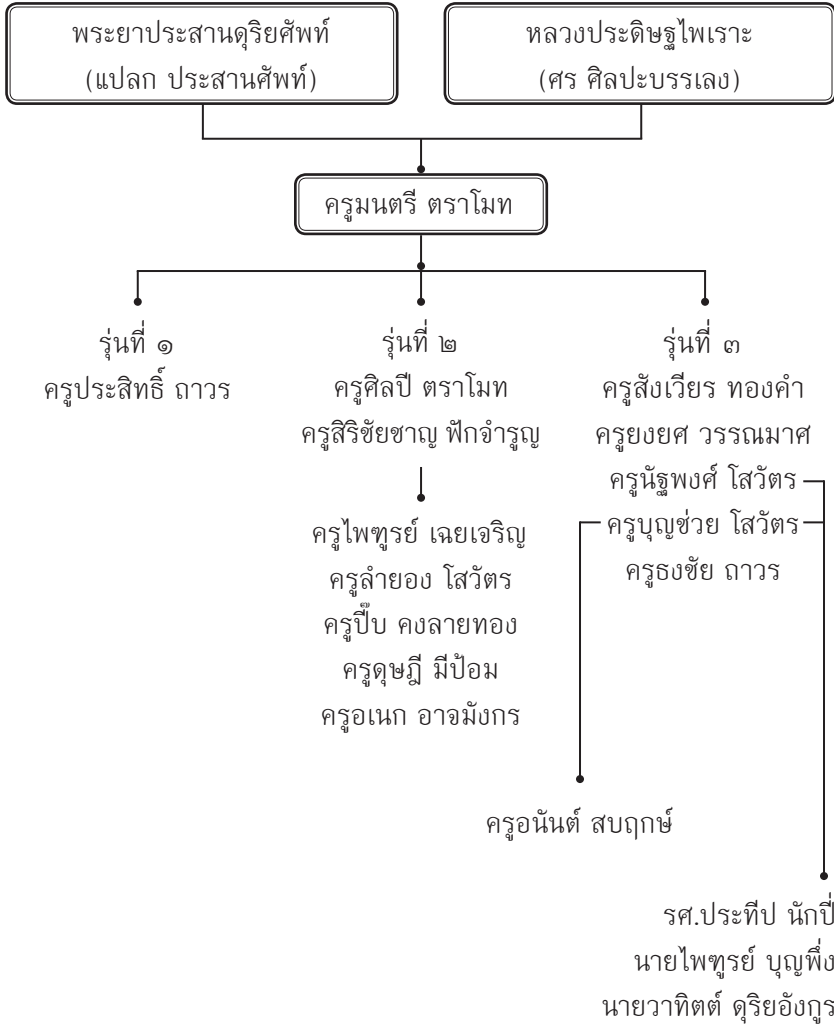 พระยาประสานดุริยศัพท์
(แปลก ประสานศัพท์)
หลวงประดิษฐไพเราะ
(ศร ศิลปะบรรเลง)
ครูมนตรี ตราโมท
รุ่นที่ ๑
ครูประสิทธิ์ ถาวร
รุ่นที่ ๒
ครูศิลปี ตราโมท
ครูสิริชัยชาญ ฟักจำรูญ
ครูไพฑูรย์ เฉยเจริญ
ครูลำยอง โสวัตร
ครูปี๊บ คงลายทอง
ครูดุษฎี มีป้อม
ครูอเนก อาจมังกร
รุ่นที่ ๓
ครูสังเวียร ทองคำ
ครูยงยศ วรรณมาศ
ครูนัฐพงศ์ โสวัตร
ครูบุญช่วย โสวัตร
ครูธงชัย ถาวร
ครูอนันต์ สบฤกษ์
รศ.ประทีป นักปี่
นายไพฑูรย์ บุญพึ่ง
นายวาทิตต์ ดุริยอังกูร